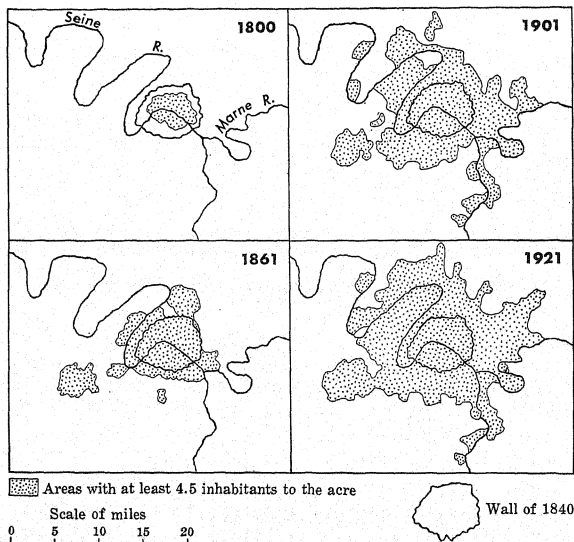 1800
Seine
R.
Marne R.
1901
1861
1921
Areas with at least 4.5 inhabitants to the acre
Scale of miles
0 5 10 15 20
Wall of 1840